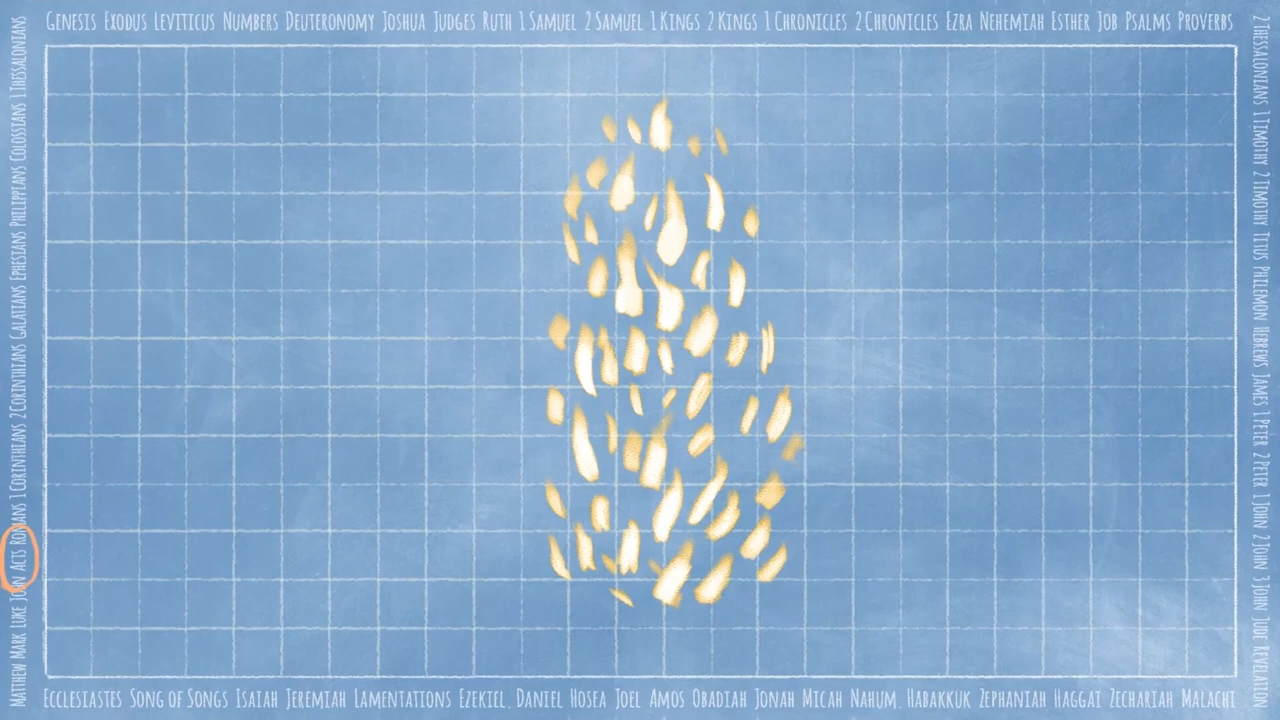 Genesis Exodus Leviticus Numbers Deuteronomy Joshua Judges Ruth 1 Samuel 2 Samuel 1 Kings 2 Kings 1 Chronicles 2 Chronicles Ezra Nehemiah Esther Job Psalms Proverbs
Matthew Mark Luke John Acts Romans 1 Corinthians 2 Corinthians Galatians Ephesians Philippians Colossians 1 Thessalonians
2 Thessalonians 1 Timothy 2 Timothy Titus Philemon Hebrews James 1 Peter 2 Peter 1 John 2 John 3 John Jude Revelation
Ecclesiastes Song of Songs Isaiah Jeremiah Lamentations Ezekiel. Daniel Hosea Joel Amos Obadiah Jonah Micah Nahum. Habakkuk Zephaniah Haggai Zechariah Malachi